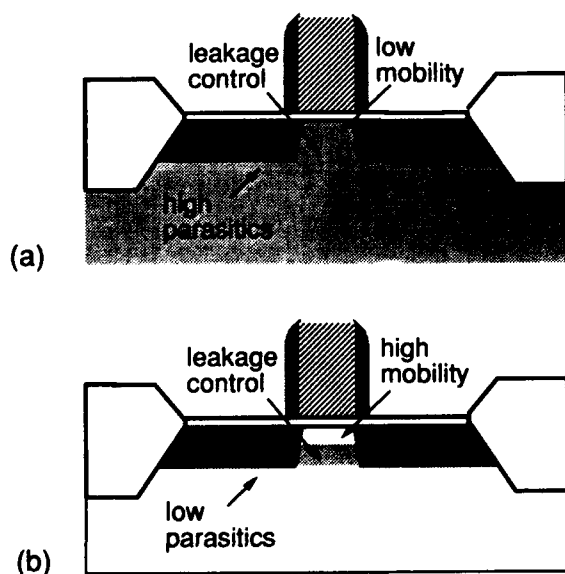 leakage
control
low
mobility
high
parasitics
(a)
leakage
control
high
mobility
low
parasitics
(b)